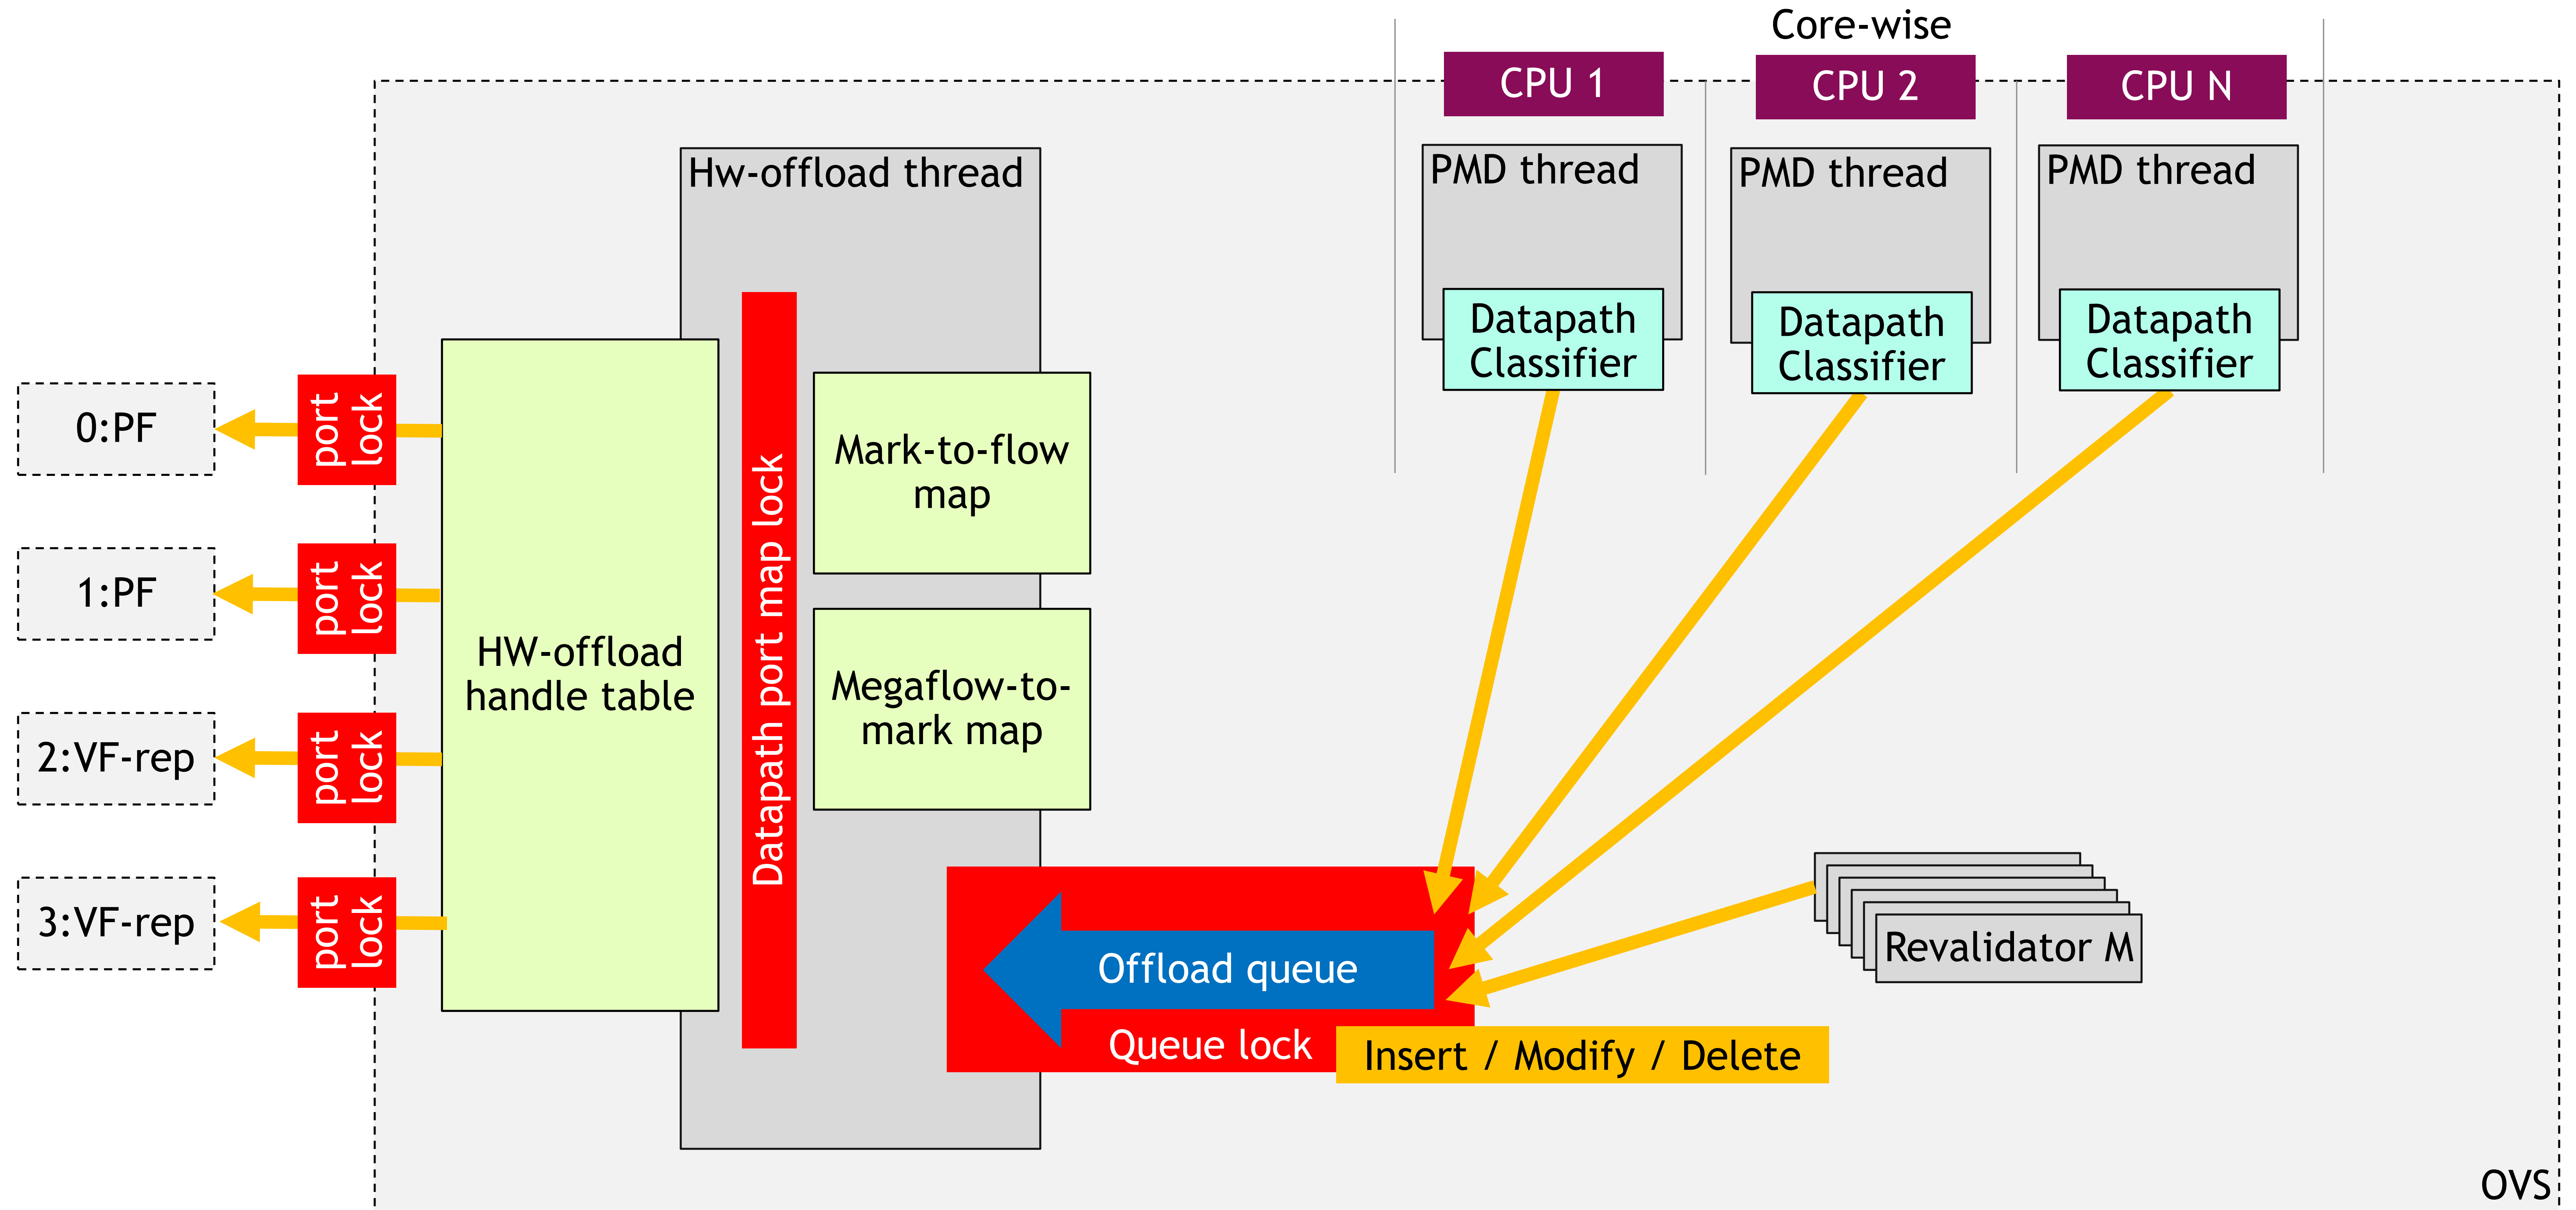 Core-wise
CPU 1
CPU 2
CPU N
Hw-offload thread
PMD thread
PMD thread
PMD thread
Datapath
Classifier
Datapath
Classifier
Datapath
Classifier
0:PF
port
lock
1:PF
port
lock
2:VF-rep
port
lock
3:VF-rep
port
lock
HW-offload
handle table
Datapath port map lock
Mark-to-flow
map
Megaflow-to-
mark map
Offload queue
Queue lock
Insert / Modify / Delete
Revalidator M
OVS